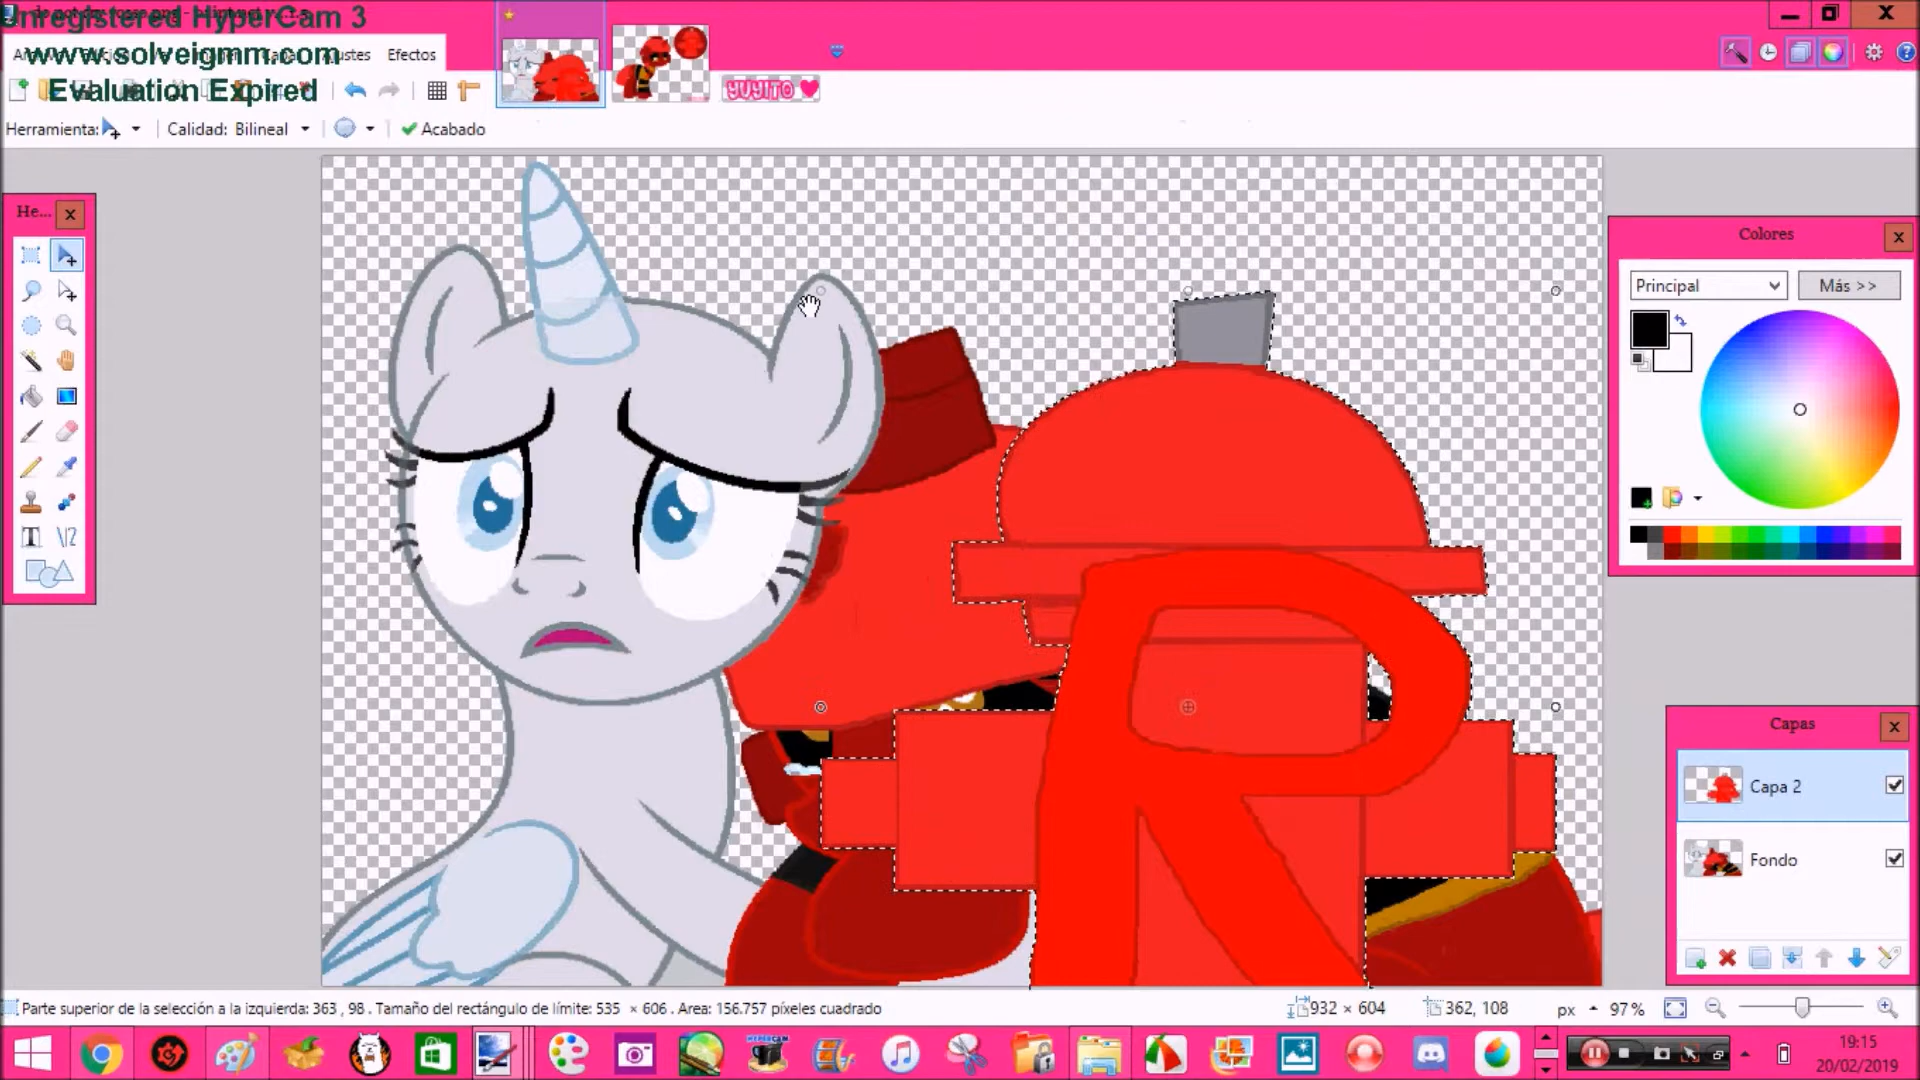 Unregistered HyperCam 3
www.solveigmm.com
Evaluation Expired
Ajustes
Efectos
YUYITO
Herramienta:
Calidad: Bilineal
Acabado
He...
Colores
Principal
Más >>
R
Capas
Capa 2
Fondo
Parte superior de la selección a la izquierda: 363 , 98 . Tamaño del rectángulo de límite: 535 × 606 . Area: 156.757 píxeles cuadrado
932 × 604
362, 108
px
97 %
HYPERCAM
19:15
20/02/2019